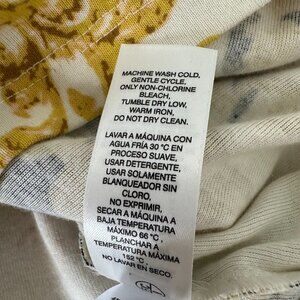 MACHINE WASH COLD,
GENTLE CYCLE,
ONLY NON-CHLORINE
BLEACH,
TUMBLE DRY LOW,
WARM IRON,
DO NOT DRY CLEAN.
LAVAR A MÁQUINA CON
AGUA FRÍA 30 °C EN
PROCESO SUAVE,
USAR DETERGENTE,
USAR SOLAMENTE
BLANQUEADOR SIN
CLORO,
NO EXPRIMIR,
SECAR A MÁQUINA A
BAJA TEMPERATURA
MÁXIMO 66 °C,
PLANCHAR A
TEMPERATURA MÁXIMA
152 °C,
NO LAVAR EN SECO.